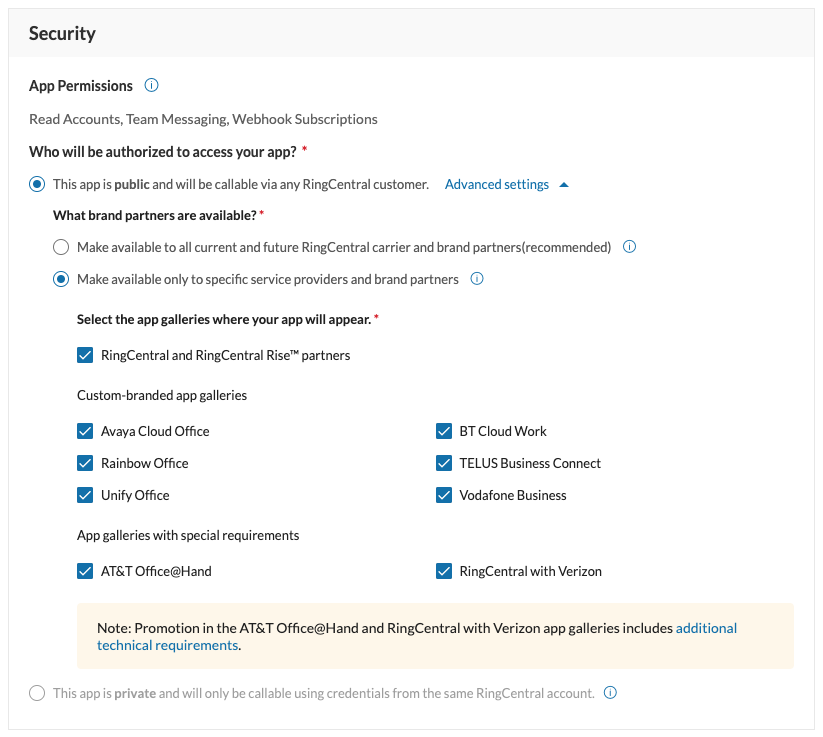 Security
App Permissions
Read Accounts, Team Messaging, Webhook Subscriptions
Who will be authorized to access your app? *
This app is public and will be callable via any RingCentral customer. Advanced settings
What brand partners are available? *
Make available to all current and future RingCentral carrier and brand partners(recommended)
Make available only to specific service providers and brand partners
Select the app galleries where your app will appear. *
RingCentral and RingCentral Rise™ partners
Custom-branded app galleries
Avaya Cloud Office
BT Cloud Work
Rainbow Office
TELUS Business Connect
Unify Office
Vodafone Business
App galleries with special requirements
AT&T Office@Hand
RingCentral with Verizon
Note: Promotion in the AT&T Office@Hand and RingCentral with Verizon app galleries includes additional
technical requirements.
This app is private and will only be callable using credentials from the same RingCentral account.